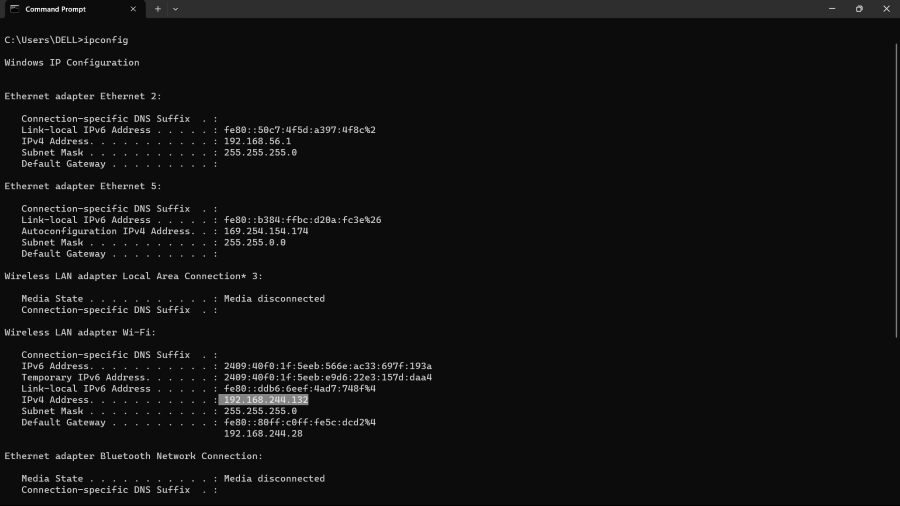 Command Prompt
C:\Users\DELL>ipconfig
Windows IP Configuration
Ethernet adapter Ethernet 2:
   Connection-specific DNS Suffix  . :
   Link-local IPv6 Address . . . . . : fe80::50c7:4f5d:a397:4f8c%2
   IPv4 Address. . . . . . . . . . . : 192.168.56.1
   Subnet Mask . . . . . . . . . . . : 255.255.255.0
   Default Gateway . . . . . . . . . :
Ethernet adapter Ethernet 5:
   Connection-specific DNS Suffix  . :
   Link-local IPv6 Address . . . . . : fe80::b384:ffbc:d20a:fc3e%26
   Autoconfiguration IPv4 Address. . : 169.254.154.174
   Subnet Mask . . . . . . . . . . . : 255.255.0.0
   Default Gateway . . . . . . . . . :
Wireless LAN adapter Local Area Connection* 3:
   Media State . . . . . . . . . . . : Media disconnected
   Connection-specific DNS Suffix  . :
Wireless LAN adapter Wi-Fi:
   Connection-specific DNS Suffix  . :
   IPv6 Address. . . . . . . . . . . : 2409:40f0:1f:5eeb:566e:ac33:697f:193a
   Temporary IPv6 Address. . . . . . : 2409:40f0:1f:5eeb:e9d6:22e3:157d:daa4
   Link-local IPv6 Address . . . . . : fe80::ddb6:6eef:4ad7:748f%4
   IPv4 Address. . . . . . . . . . . : 192.168.244.132
   Subnet Mask . . . . . . . . . . . : 255.255.255.0
   Default Gateway . . . . . . . . . : fe80::80ff:c0ff:fe5c:dcd2%4
                                       192.168.244.28
Ethernet adapter Bluetooth Network Connection:
   Media State . . . . . . . . . . . : Media disconnected
   Connection-specific DNS Suffix  . :